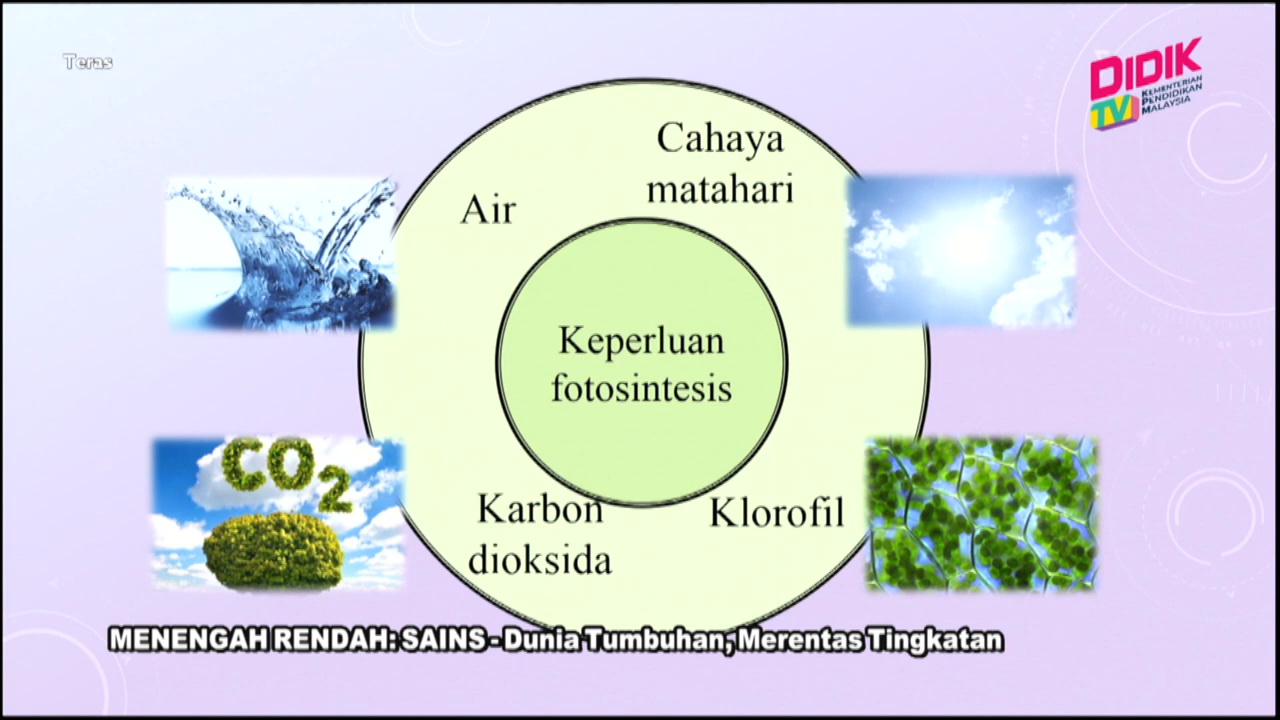 Teras
DIDIK
TV
KEMENTERIAN
PENDIDIKAN
MALAYSIA
Cahaya
matahari
Air
Keperluan
fotosintesis
CO2
Karbon
dioksida
Klorofil
MENENGAH RENDAH: SAINS - Dunia Tumbuhan, Merentas Tingkatan